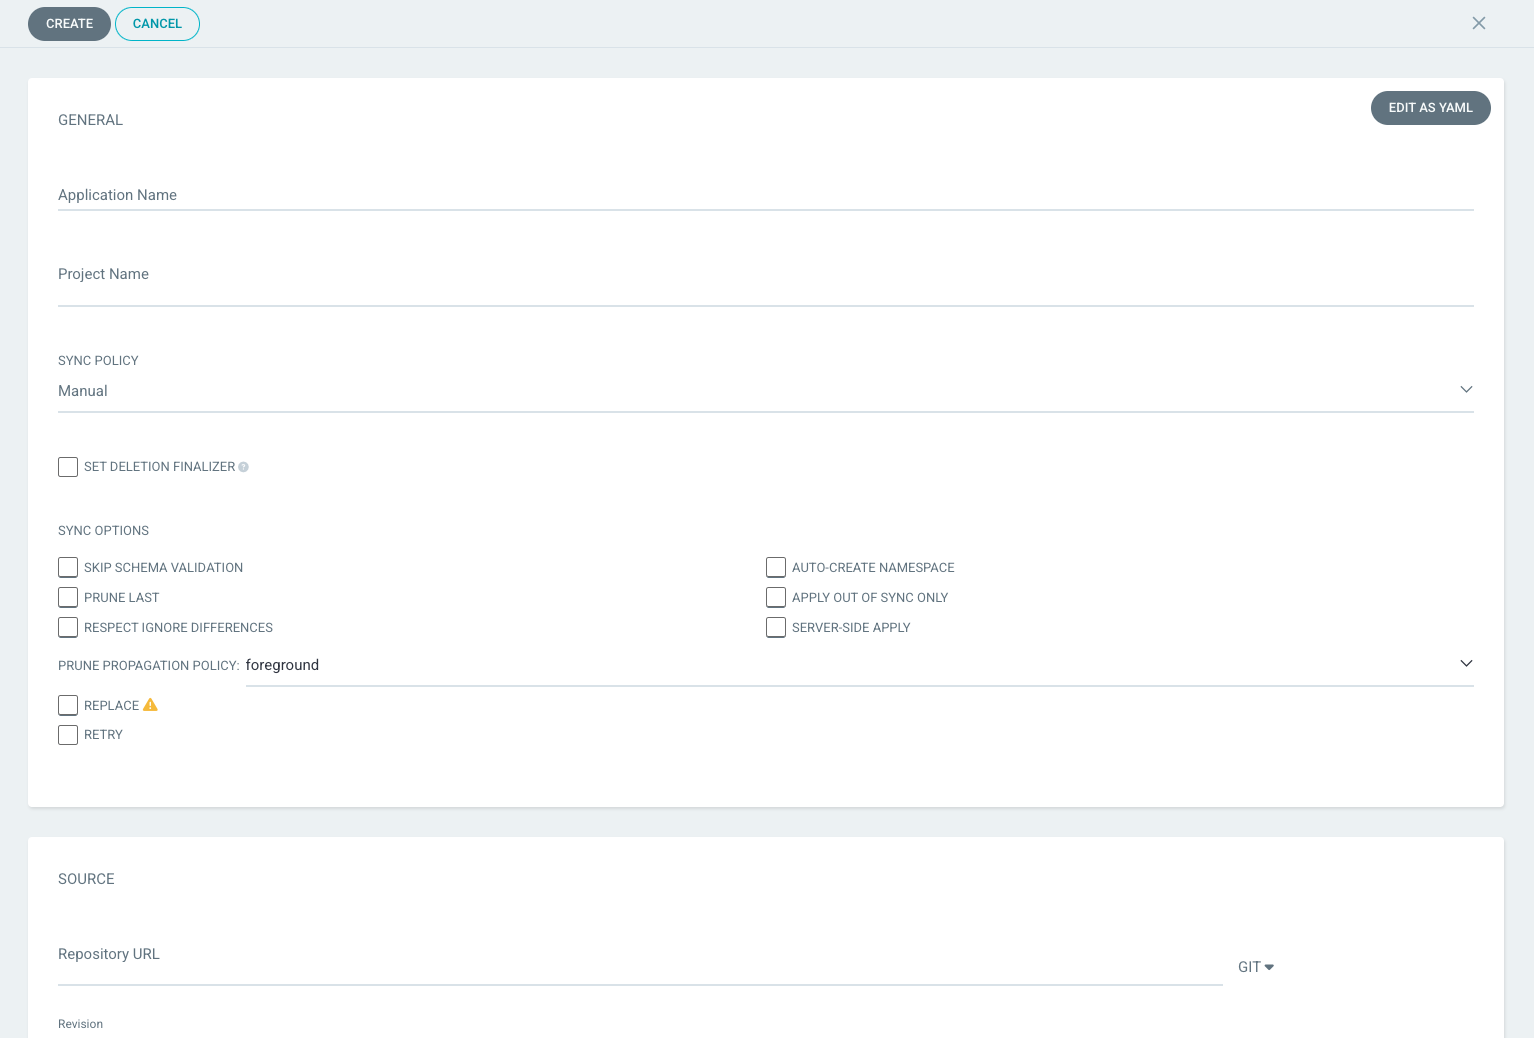 CREATE CANCEL
EDIT AS YAML
GENERAL
Application Name
Project Name
SYNC POLICY
Manual
SET DELETION FINALIZER ?
SYNC OPTIONS
SKIP SCHEMA VALIDATION AUTO-CREATE NAMESPACE
PRUNE LAST APPLY OUT OF SYNC ONLY
RESPECT IGNORE DIFFERENCES SERVER-SIDE APPLY
PRUNE PROPAGATION POLICY: foreground
REPLACE
RETRY
SOURCE
Repository URL
GIT
Revision